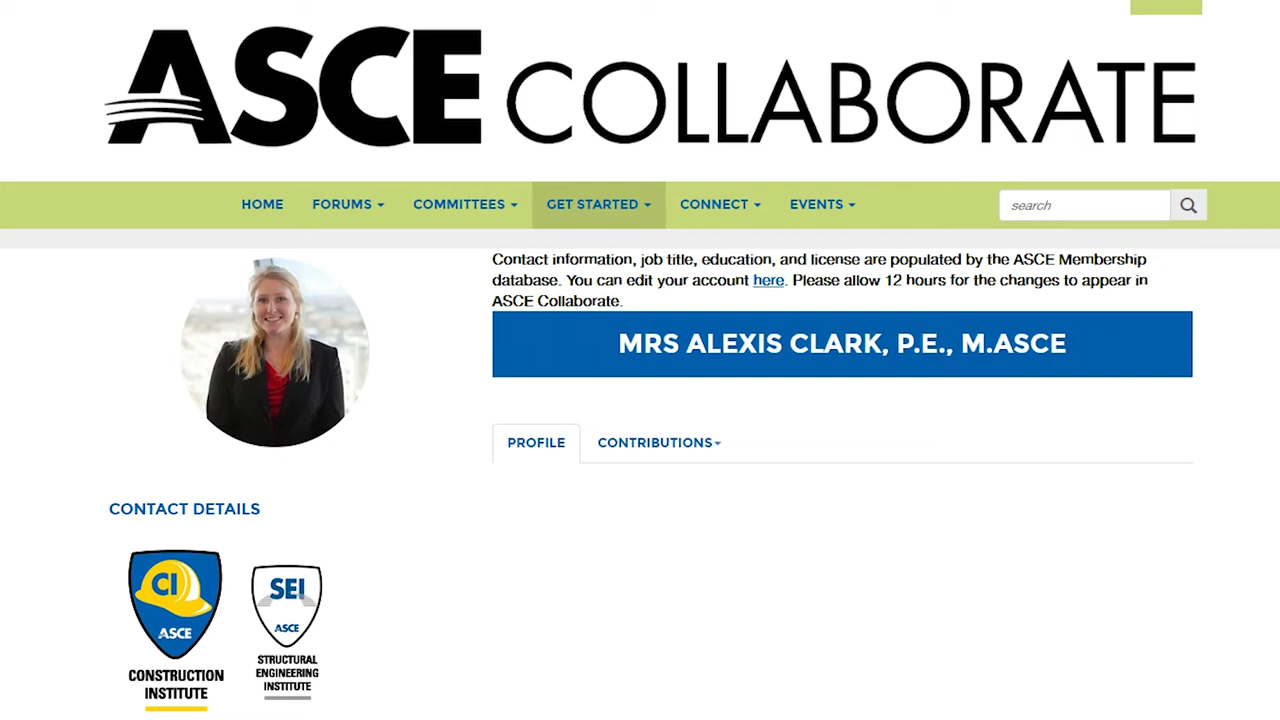 ASCE COLLABORATE
HOME FORUMS COMMITTEES GET STARTED CONNECT EVENTS search
Contact information, job title, education, and license are populated by the ASCE Membership
database. You can edit your account here. Please allow 12 hours for the changes to appear in
ASCE Collaborate.
MRS ALEXIS CLARK, P.E., M.ASCE
PROFILE CONTRIBUTIONS
CONTACT DETAILS
CI
ASCE
CONSTRUCTION
INSTITUTE
SEI
ASCE
STRUCTURAL
ENGINEERING
INSTITUTE